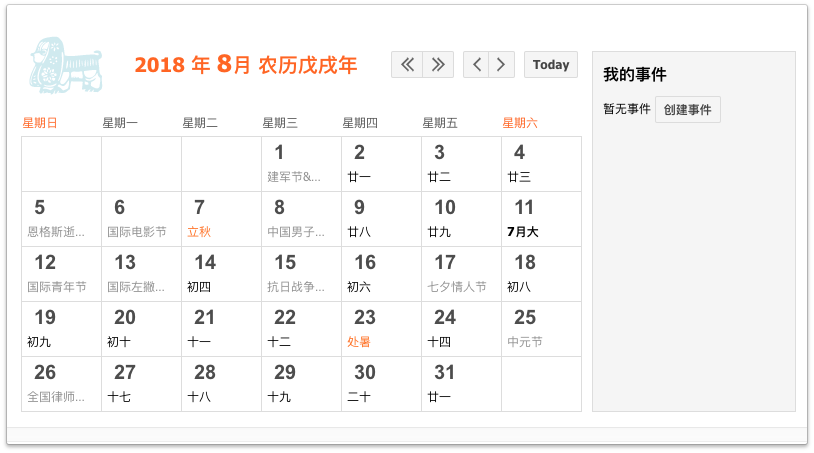 2018 年 8月 农历戊戌年
Today
星期日 星期一 星期二 星期三 星期四 星期五 星期六
1 2 3 4
建军节&... 廿一 廿二 廿三
5 6 7 8 9 10 11
恩格斯逝... 国际电影节 立秋 中国男子... 廿八 廿九 7月大
12 13 14 15 16 17 18
国际青年节 国际左撇... 初四 抗日战争... 初六 七夕情人节 初八
19 20 21 22 23 24 25
初九 初十 十一 十二 处暑 十四 中元节
26 27 28 29 30 31
全国律师... 十七 十八 十九 二十 廿一
我的事件
暂无事件 创建事件